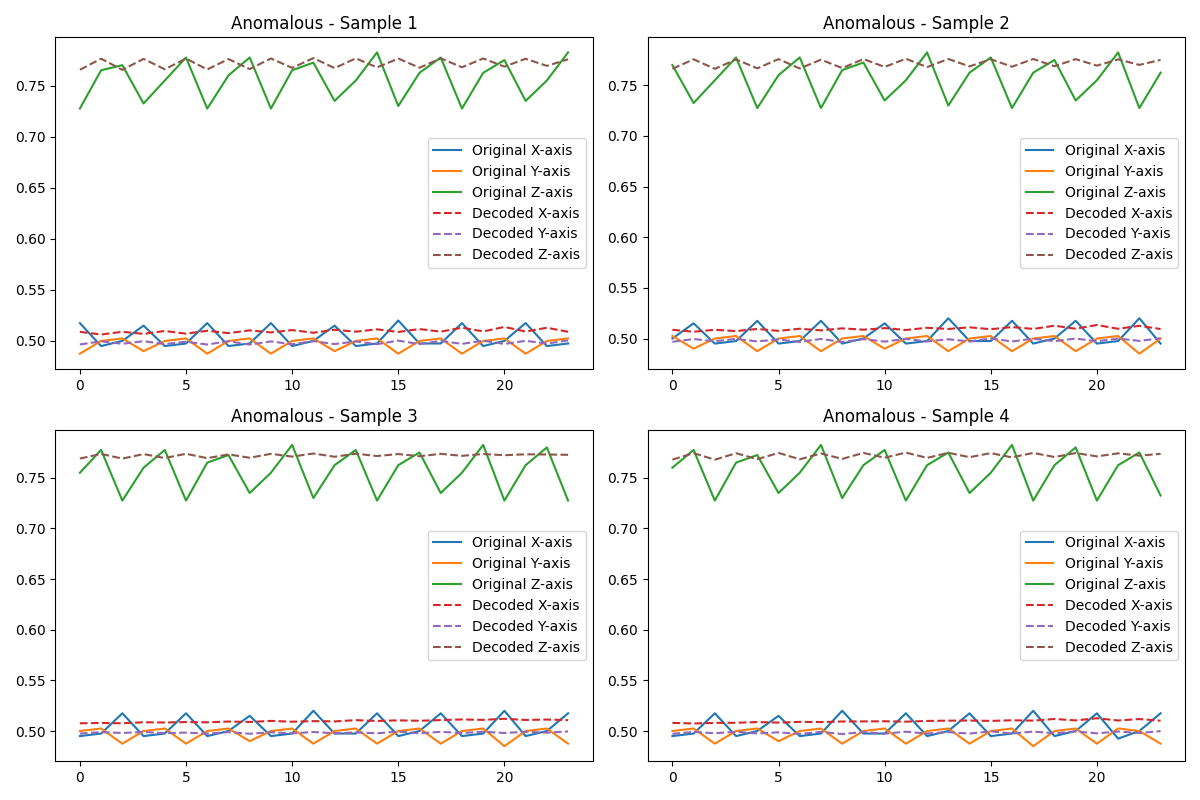 Anomalous - Sample 1
0.75
0.70
0.65
0.60
0.55
0.50
0 5 10 15 20
Original X-axis
Original Y-axis
Original Z-axis
Decoded X-axis
Decoded Y-axis
Decoded Z-axis
Anomalous - Sample 2
0.75
0.70
0.65
0.60
0.55
0.50
0 5 10 15 20
Original X-axis
Original Y-axis
Original Z-axis
Decoded X-axis
Decoded Y-axis
Decoded Z-axis
Anomalous - Sample 3
0.75
0.70
0.65
0.60
0.55
0.50
0 5 10 15 20
Original X-axis
Original Y-axis
Original Z-axis
Decoded X-axis
Decoded Y-axis
Decoded Z-axis
Anomalous - Sample 4
0.75
0.70
0.65
0.60
0.55
0.50
0 5 10 15 20
Original X-axis
Original Y-axis
Original Z-axis
Decoded X-axis
Decoded Y-axis
Decoded Z-axis